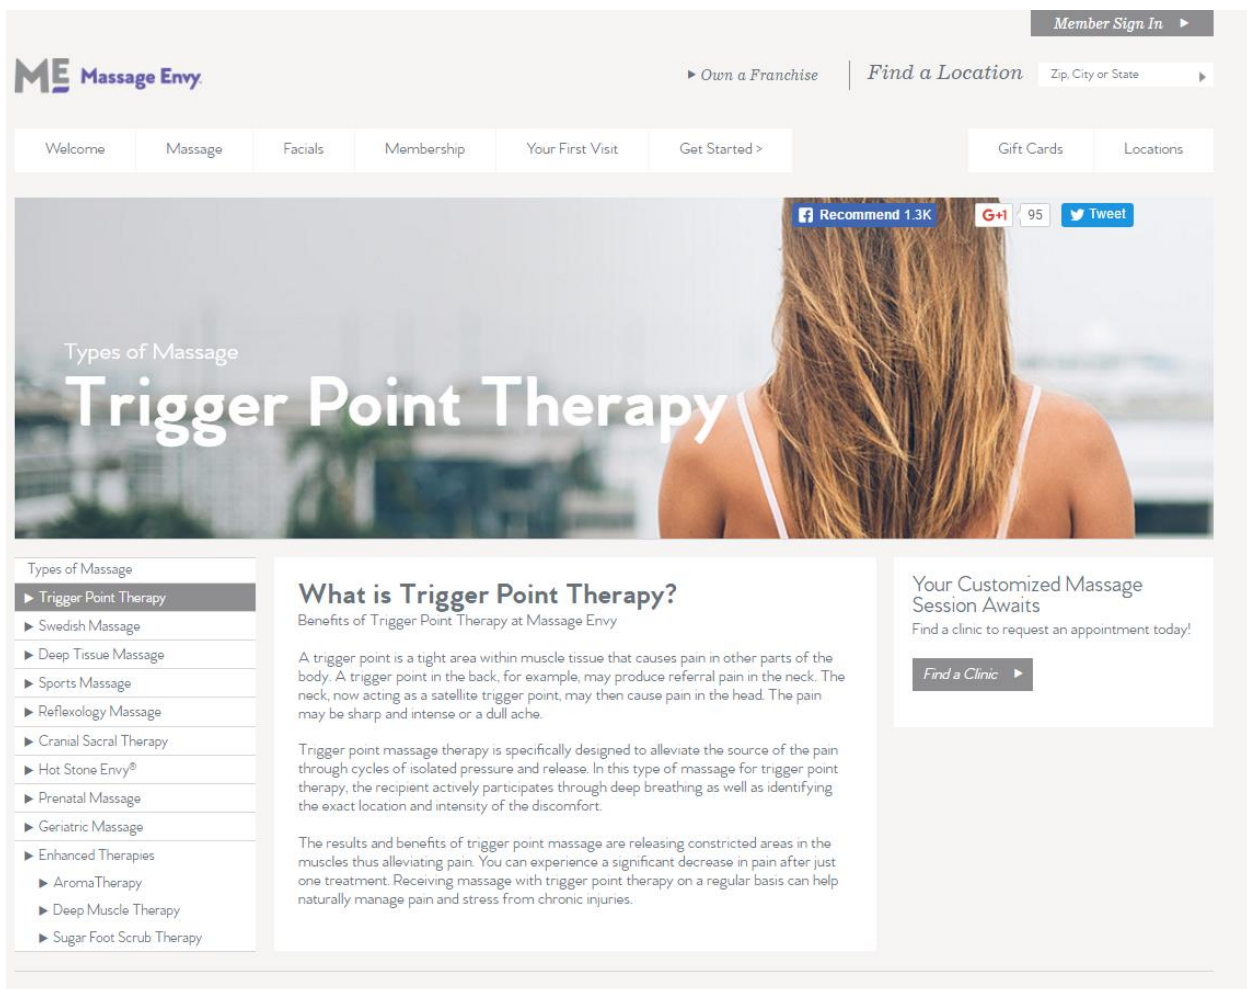 Member Sign In ►
ME Massage Envy.
► Own a Franchise
Find a Location
Zip, City or State
Welcome
Massage
Facials
Membership
Your First Visit
Get Started >
Gift Cards
Locations
Recommend 1.3K
G+1
95
Tweet
Types of Massage
Trigger Point Therapy
Types of Massage
► Trigger Point Therapy
► Swedish Massage
► Deep Tissue Massage
► Sports Massage
► Reflexology Massage
► Cranial Sacral Therapy
► Hot Stone Envy®
► Prenatal Massage
► Geriatric Massage
► Enhanced Therapies
► AromaTherapy
► Deep Muscle Therapy
► Sugar Foot Scrub Therapy
What is Trigger Point Therapy?
Benefits of Trigger Point Therapy at Massage Envy
A trigger point is a tight area within muscle tissue that causes pain in other parts of the
body. A trigger point in the back, for example, may produce referral pain in the neck. The
neck, now acting as a satellite trigger point, may then cause pain in the head. The pain
may be sharp and intense or a dull ache.
Trigger point massage therapy is specifically designed to alleviate the source of the pain
through cycles of isolated pressure and release. In this type of massage for trigger point
therapy, the recipient actively participates through deep breathing as well as identifying
the exact location and intensity of the discomfort.
The results and benefits of trigger point massage are releasing constricted areas in the
muscles thus alleviating pain. You can experience a significant decrease in pain after just
one treatment. Receiving massage with trigger point therapy on a regular basis can help
naturally manage pain and stress from chronic injuries.
Your Customized Massage
Session Awaits
Find a clinic to request an appointment today!
Find a Clinic ►